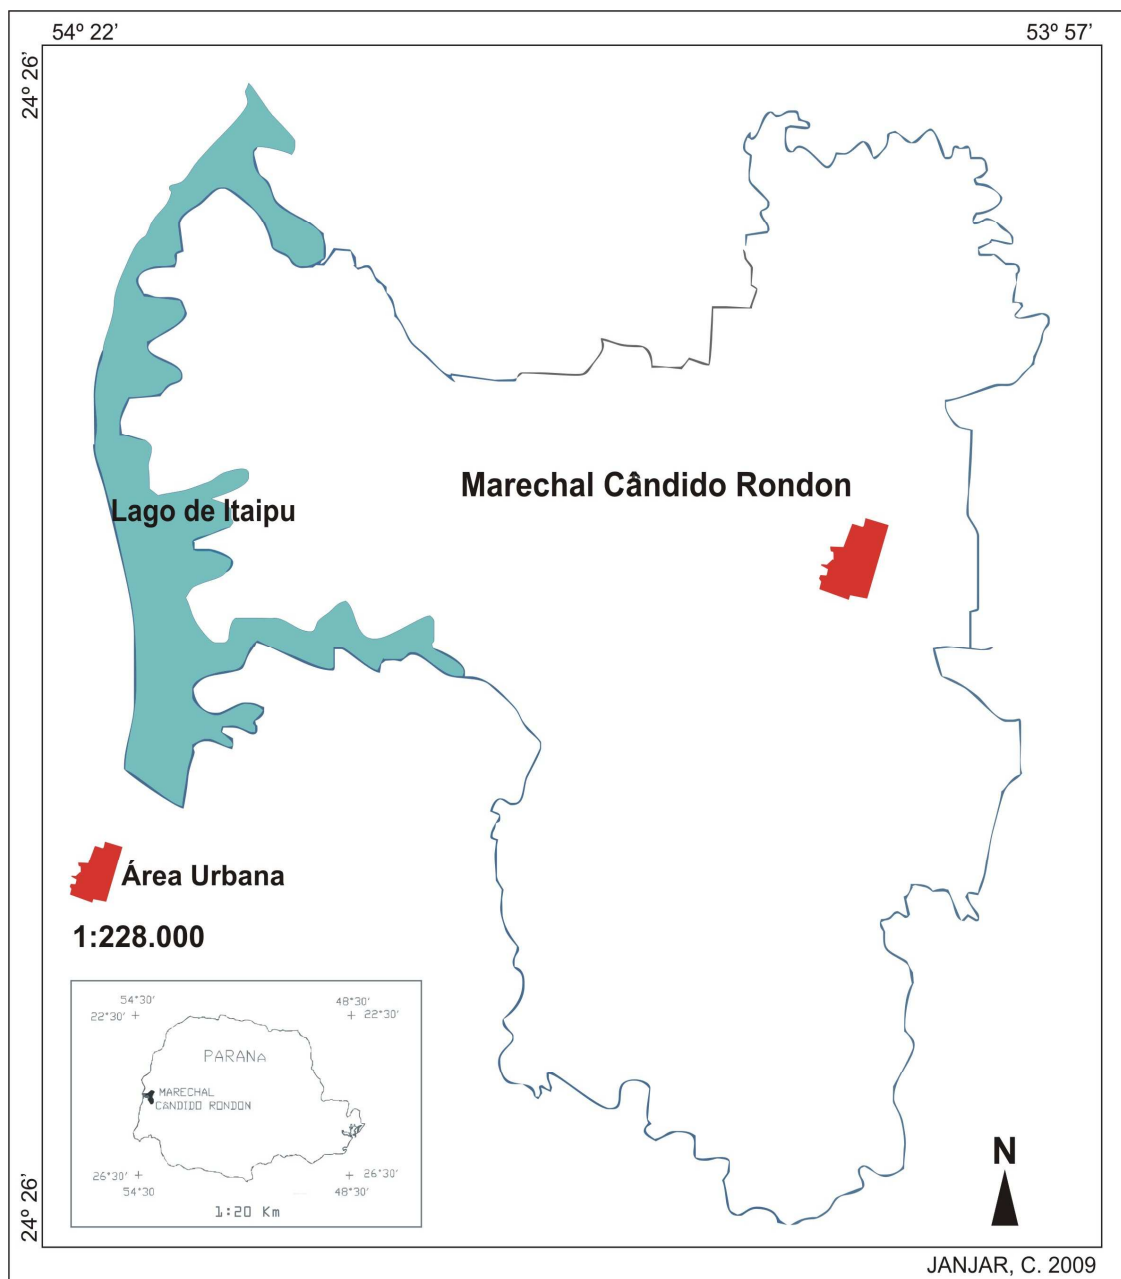 54º 22’
53º 57’
24º 26’
Marechal Cândido Rondon
Lago de Itaipu
Área Urbana
1:228.000
54°30’
48°30’
22°30’
22°30’
PARANA
MARECHAL
CÂNDIDO RONDON
26°30’
26°30’
54°30
48°30’
1:20 Km
N
24º 26’
JANJAR, C. 2009